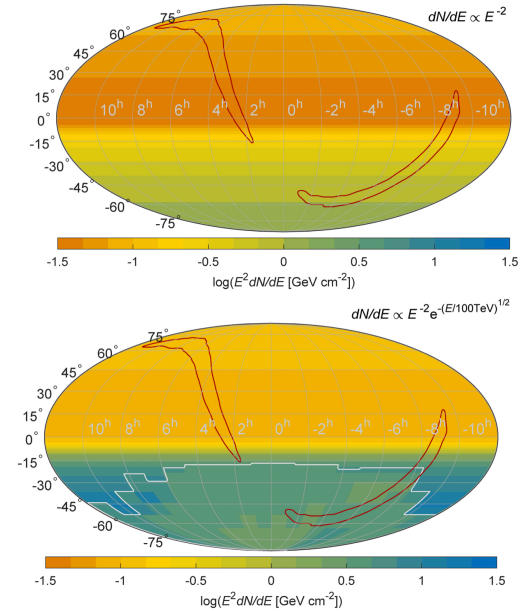 dN/dE ∝ E⁻²
75°
60°
45°
30°
15°
10ʰ 8ʰ 6ʰ 4ʰ 2ʰ 0ʰ -2ʰ -4ʰ -6ʰ -8ʰ -10ʰ
0°
-15°
-30°
-45°
-60°
-75°
-1.5 -1 -0.5 0 0.5 1 1.5
log(E²dN/dE [GeV cm⁻²])
dN/dE ∝ E⁻²e^-(E/100TeV)^1/2
75°
60°
45°
30°
15°
10ʰ 8ʰ 6ʰ 4ʰ 2ʰ 0ʰ -2ʰ -4ʰ -6ʰ -8ʰ -10ʰ
0°
-15°
-30°
-45°
-60°
-75°
-1.5 -1 -0.5 0 0.5 1 1.5
log(E²dN/dE [GeV cm⁻²])